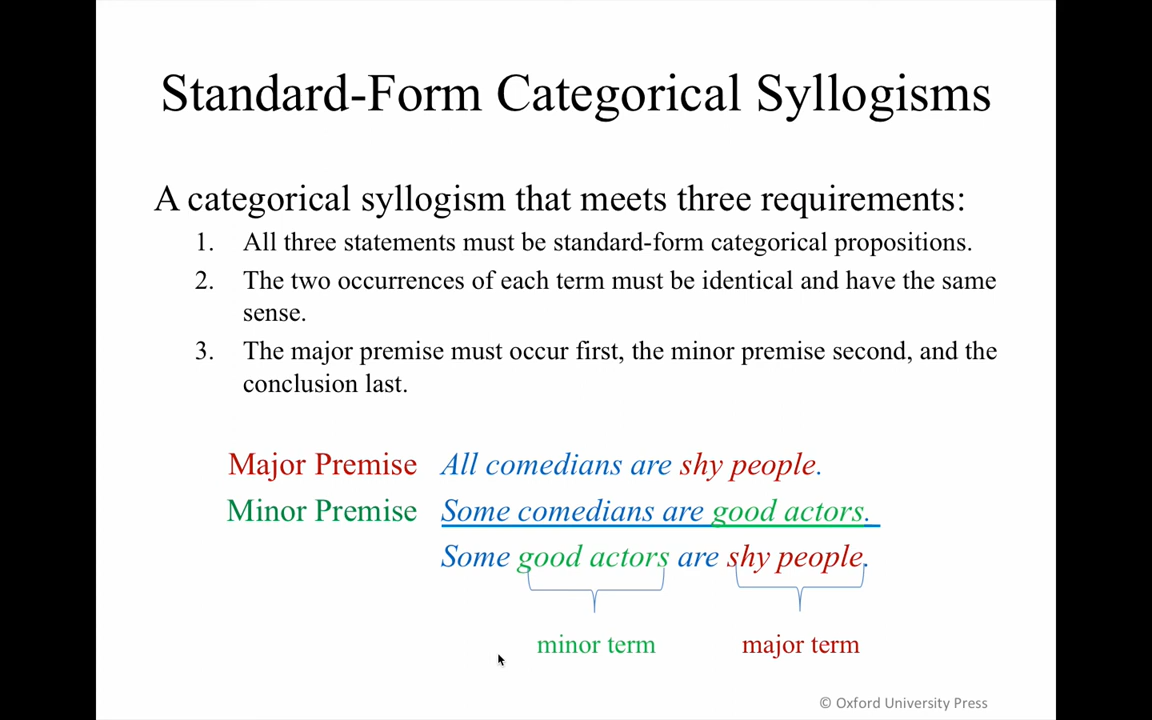 Standard-Form Categorical Syllogisms
A categorical syllogism that meets three requirements:
1. All three statements must be standard-form categorical propositions.
2. The two occurrences of each term must be identical and have the same
sense.
3. The major premise must occur first, the minor premise second, and the
conclusion last.
Major Premise All comedians are shy people.
Minor Premise Some comedians are good actors.
Some good actors are shy people.
minor term major term
© Oxford University Press